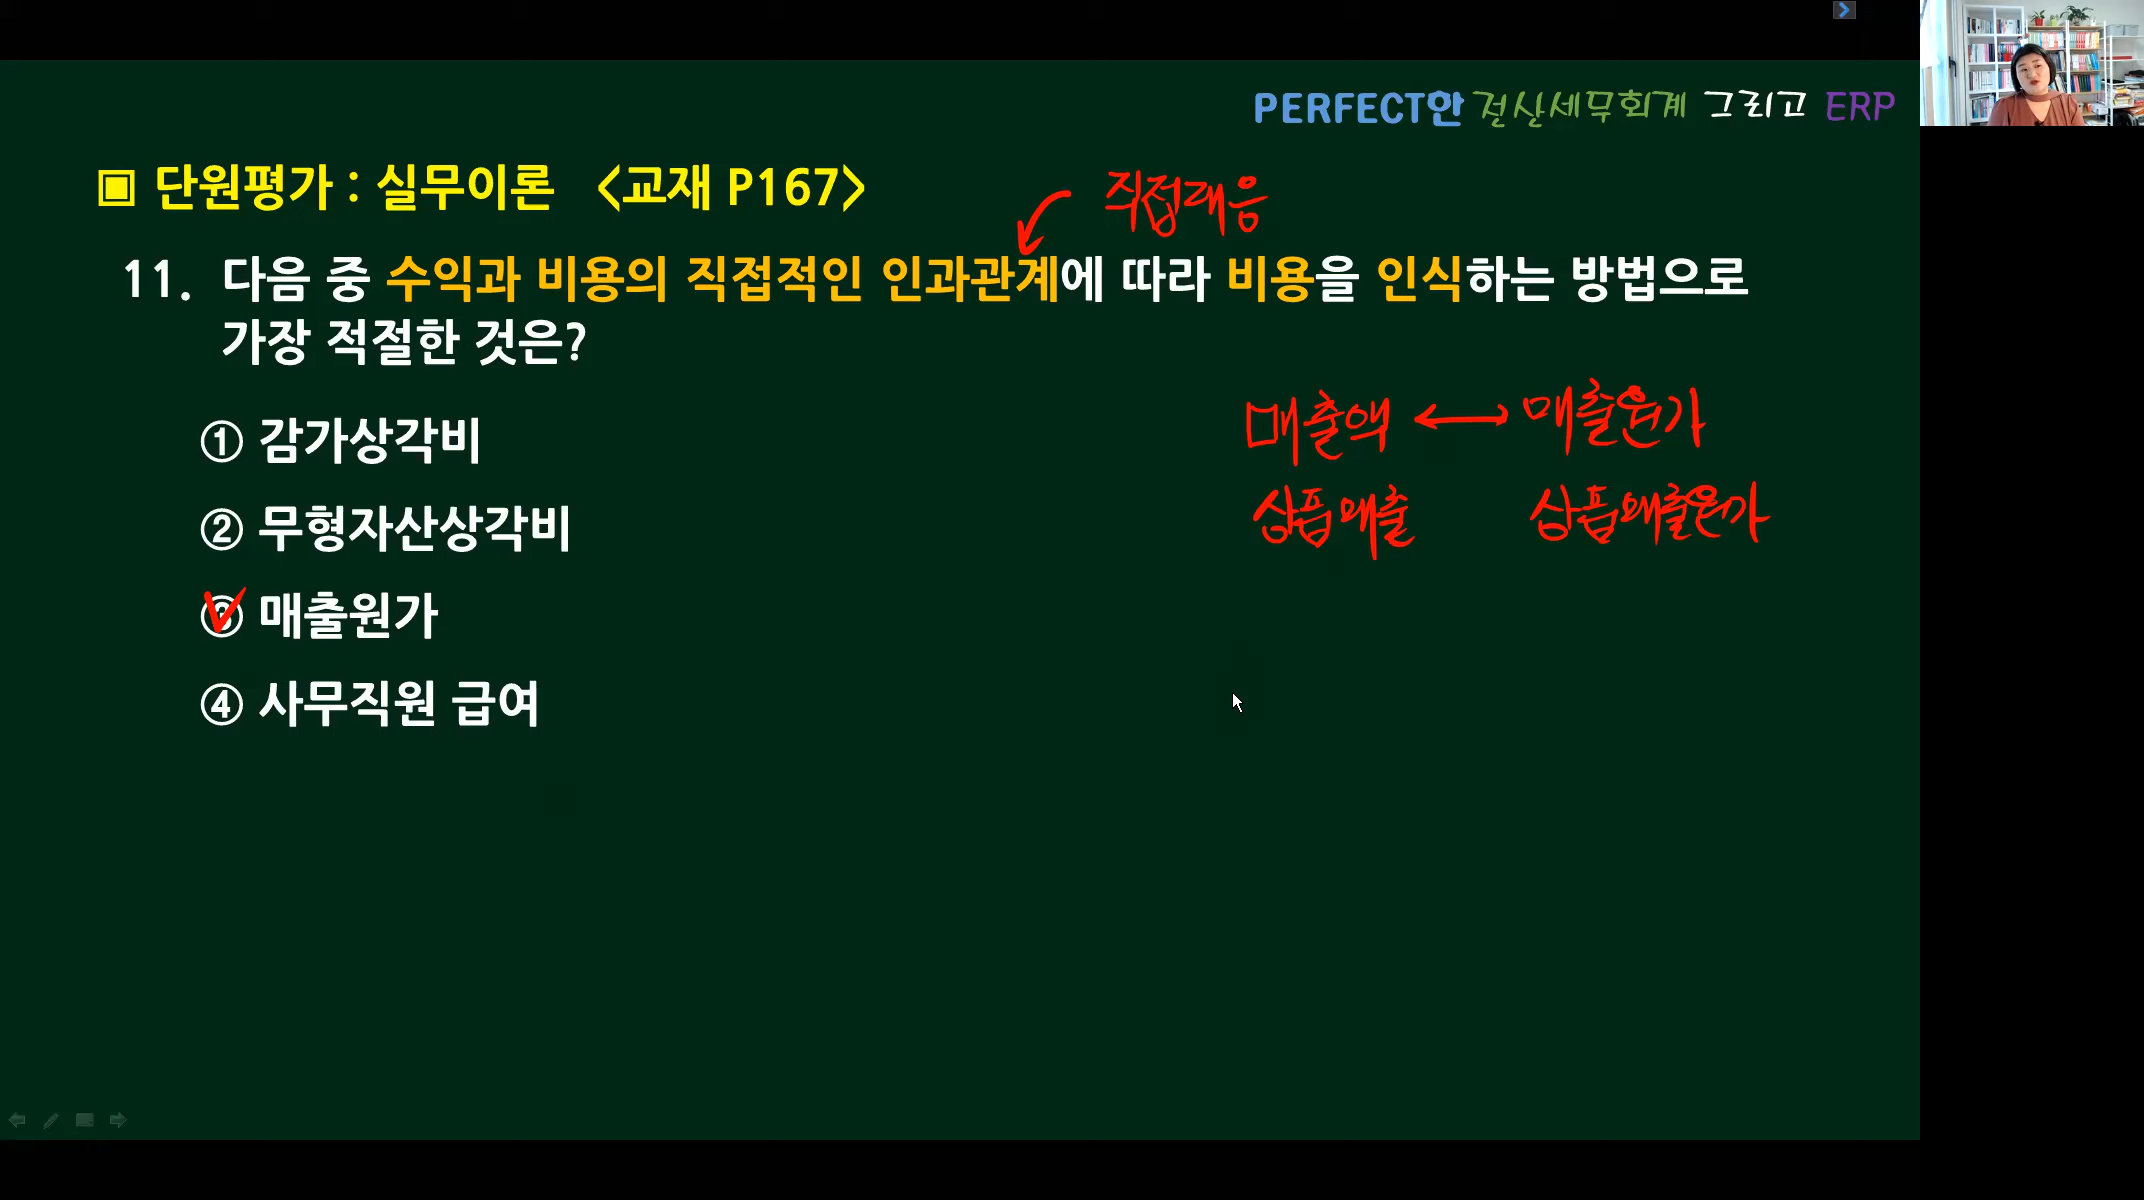 PERFECT한 전산세무회계 그리고 ERP
▣ 단원평가 : 실무이론 <교재 P167>
직접대응
11. 다음 중 수익과 비용의 직접적인 인과관계에 따라 비용을 인식하는 방법으로
가장 적절한 것은?
매출액 ↔ 매출원가
① 감가상각비
상품매출 상품매출원가
② 무형자산상각비
③ 매출원가
④ 사무직원 급여